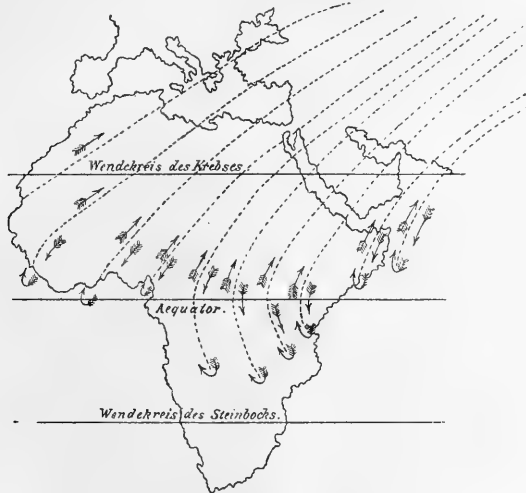 Wendekreis des Krebses.
Aequator.
Wendekreis des Steinbocks.